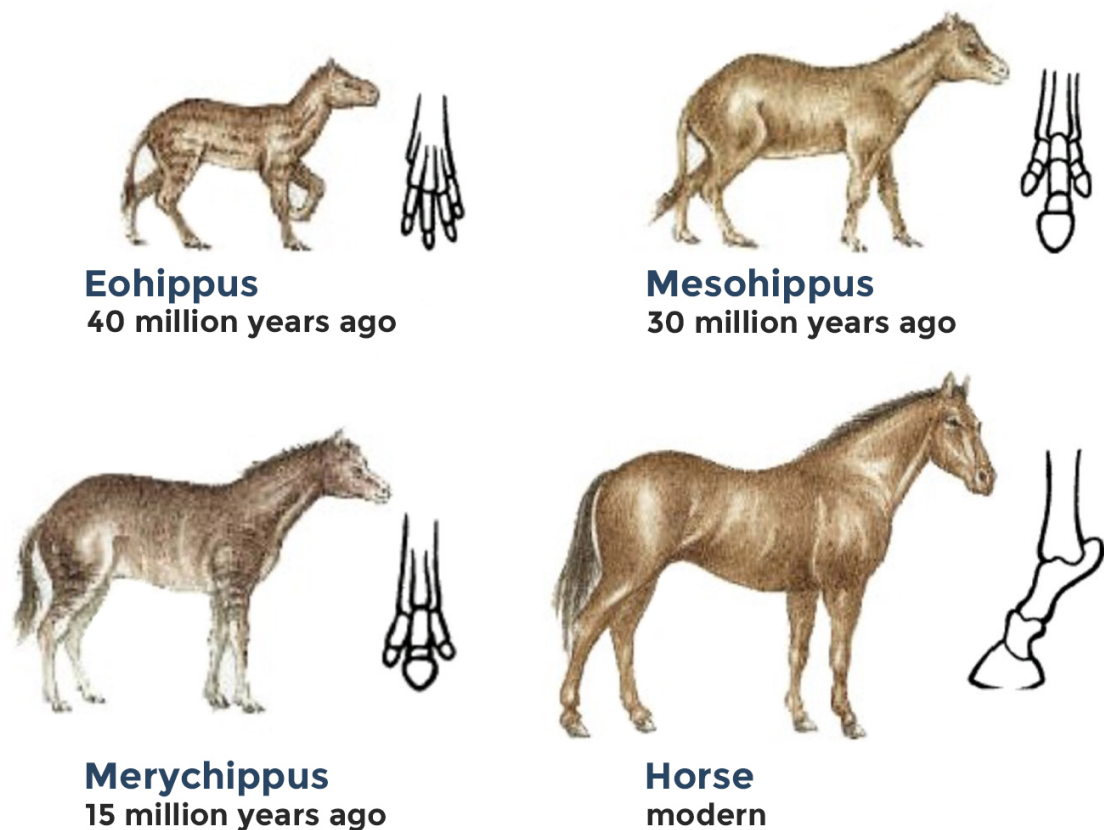 Eohippus
40 million years ago
Mesohippus
30 million years ago
Merychippus
15 million years ago
Horse
modern